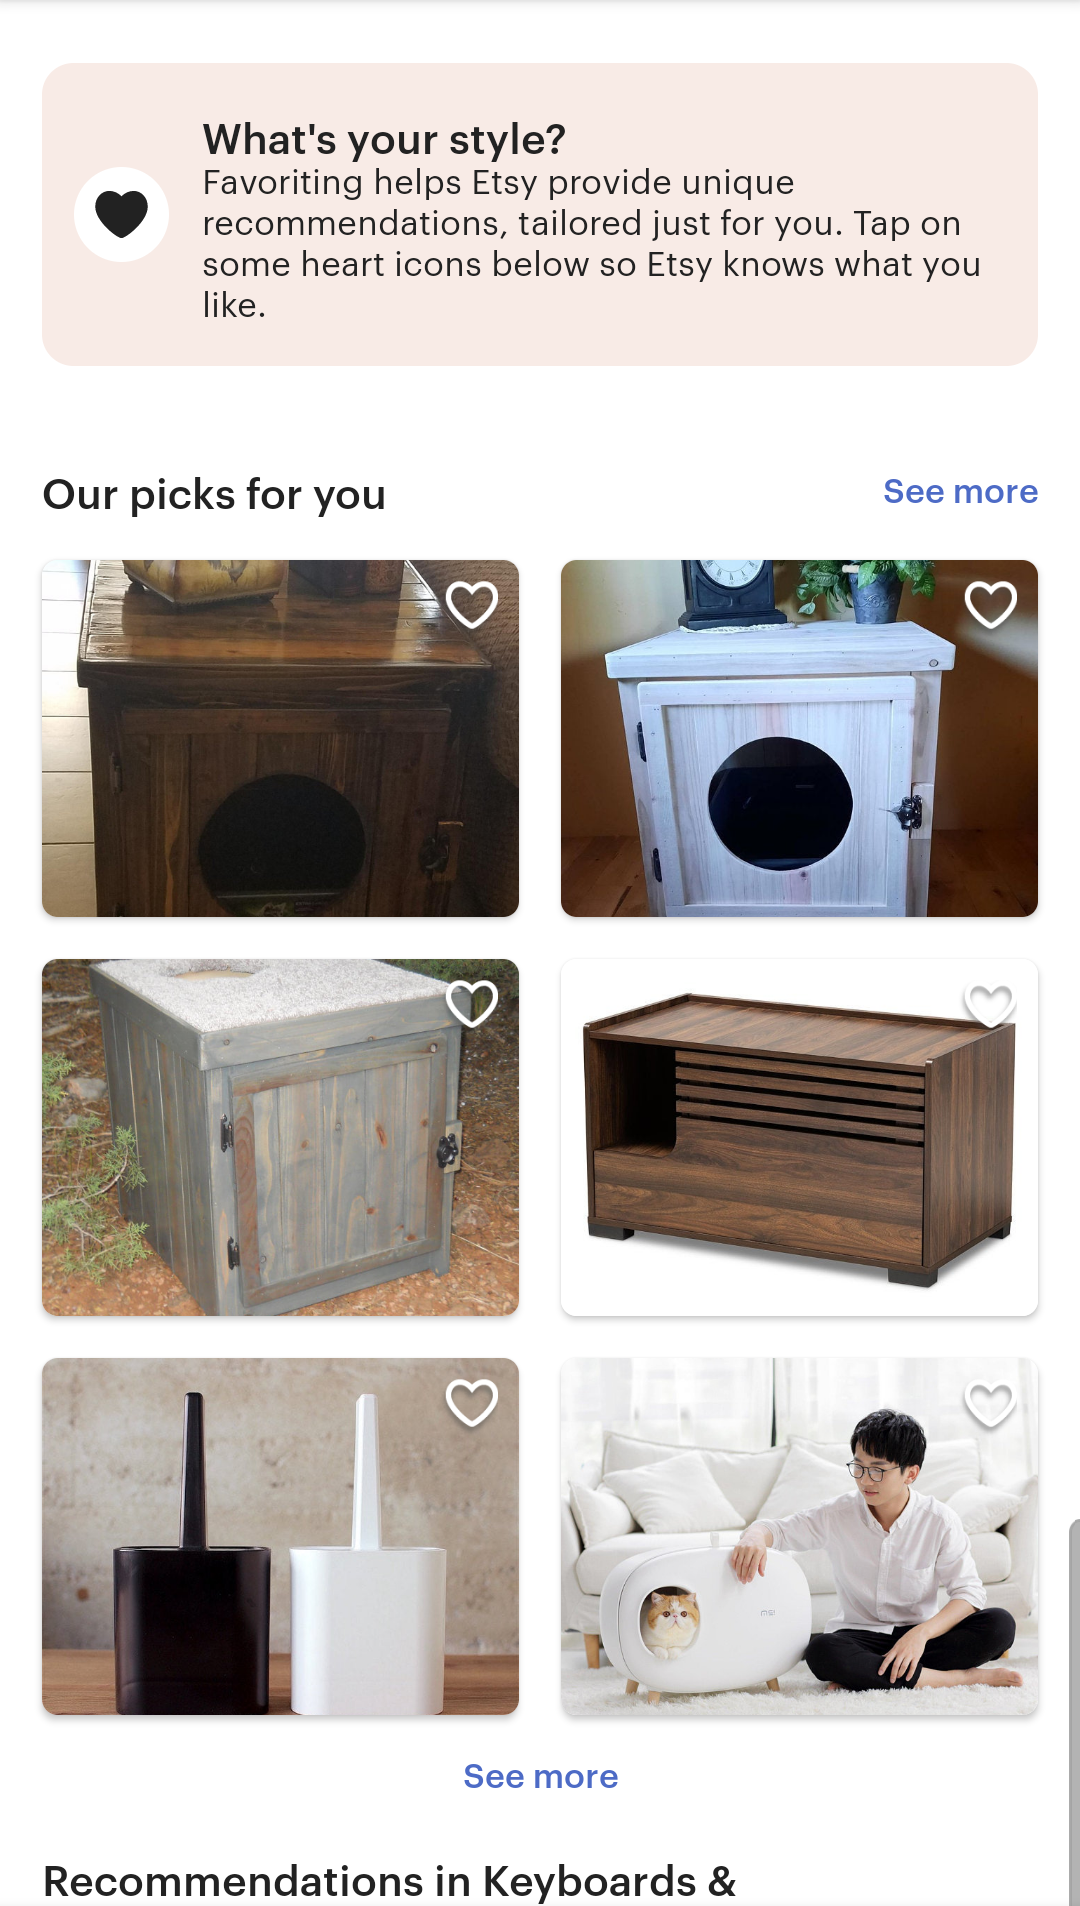 What's your style?
Favoriting helps Etsy provide unique
recommendations, tailored just for you. Tap on
some heart icons below so Etsy knows what you
like.
Our picks for you
See more
See more
Recommendations in Keyboards &